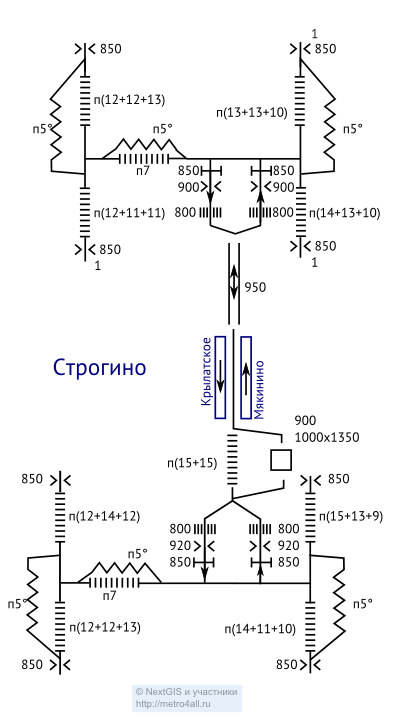 1
850
850
п(12+12+13)
п(13+13+10)
п5°
п5°
п5°
п7
850
850
900
900
п(12+11+11)
800
800
п(14+13+10)
850
850
1
1
950
Крылатское
Мякинино
Строгино
900
1000х1350
п(15+15)
850
850
п(12+14+12)
п(15+13+9)
800
800
920
920
п5°
850
850
п7
п5°
п5°
п(12+12+13)
п(14+11+10)
850
850
© NextGIS и участники
http://metro4all.ru